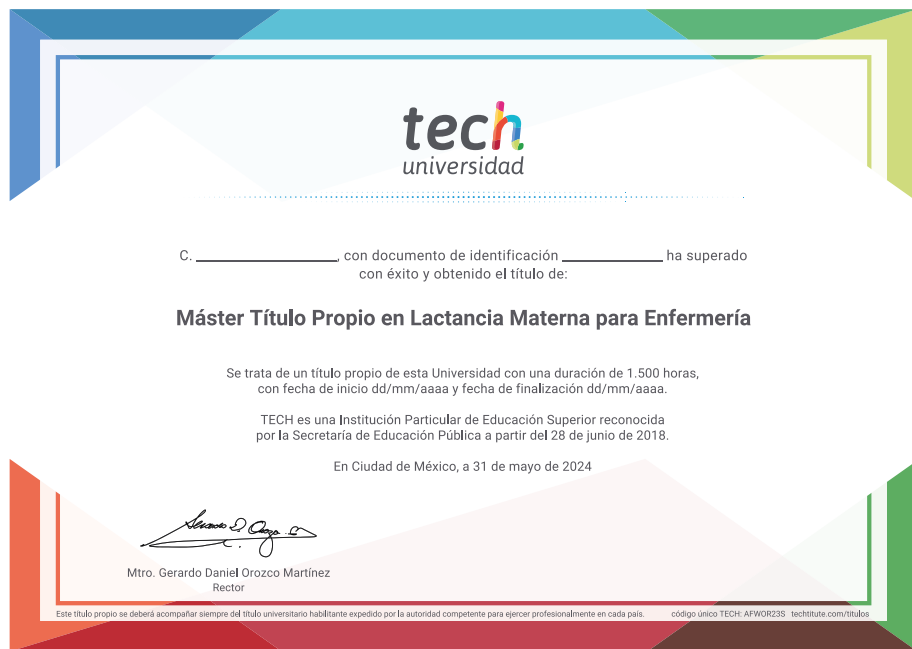 tech
universidad
C. ________________, con documento de identificación ____________ ha superado
con éxito y obtenido el título de:
Máster Título Propio en Lactancia Materna para Enfermería
Se trata de un título propio de esta Universidad con una duración de 1.500 horas,
con fecha de inicio dd/mm/aaaa y fecha de finalización dd/mm/aaaa.
TECH es una Institución Particular de Educación Superior reconocida
por la Secretaría de Educación Pública a partir del 28 de junio de 2018.
En Ciudad de México, a 31 de mayo de 2024
Mtro. Gerardo Daniel Orozco Martínez
Rector
Este título propio se deberá acompañar siempre del título universitario habilitante expedido por la autoridad competente para ejercer profesionalmente en cada país. código único TECH: AFWOR23S techtitute.com/titulos